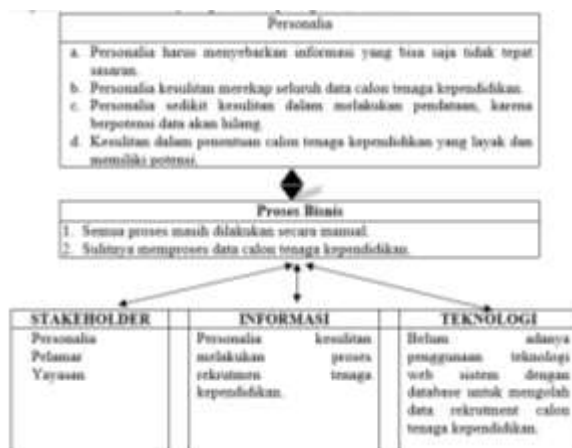 Personalia
a. Personalia harus menyebarkan informasi yang bisa saja tidak tepat
sasaran.
b. Personalia kesulitan merekap seluruh data calon tenaga kependidikan.
c. Personalia sedikit kesulitan dalam melakukan pendataan, karena
berpotensi data akan hilang.
d. Kesulitan dalam penentuan calon tenaga kependidikan yang layak dan
memiliki potensi.
Proses Bisnis
1. Semua proses masih dilakukan secara manual.
2. Sulitnya memproses data calon tenaga kependidikan.
STAKEHOLDER
Personalia
Pelamar
Yayasan
INFORMASI
Personalia kesulitan
melakukan proses
rekrutmen tenaga
kependidikan.
TEKNOLOGI
Belum adanya
penggunaan teknologi
web sistem dengan
database untuk mengolah
data rekrutment calon
tenaga kependidikan.